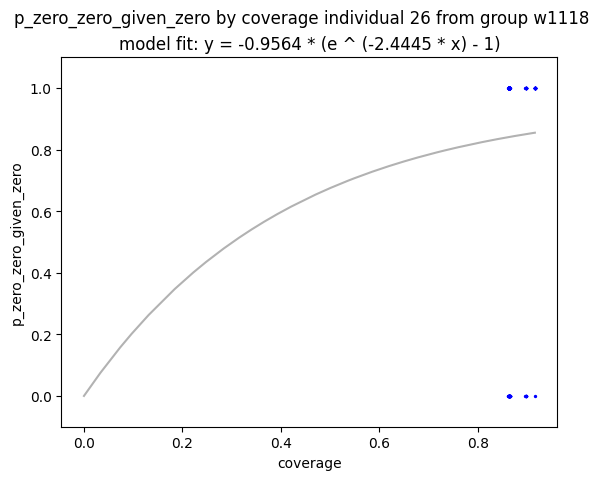 p_zero_zero_given_zero by coverage individual 26 from group w1118
model fit: y = -0.9564 * (e ^ (-2.4445 * x) - 1)
1.0
0.8
0.6
0.4
0.2
0.0
p_zero_zero_given_zero
0.0 0.2 0.4 0.6 0.8
coverage